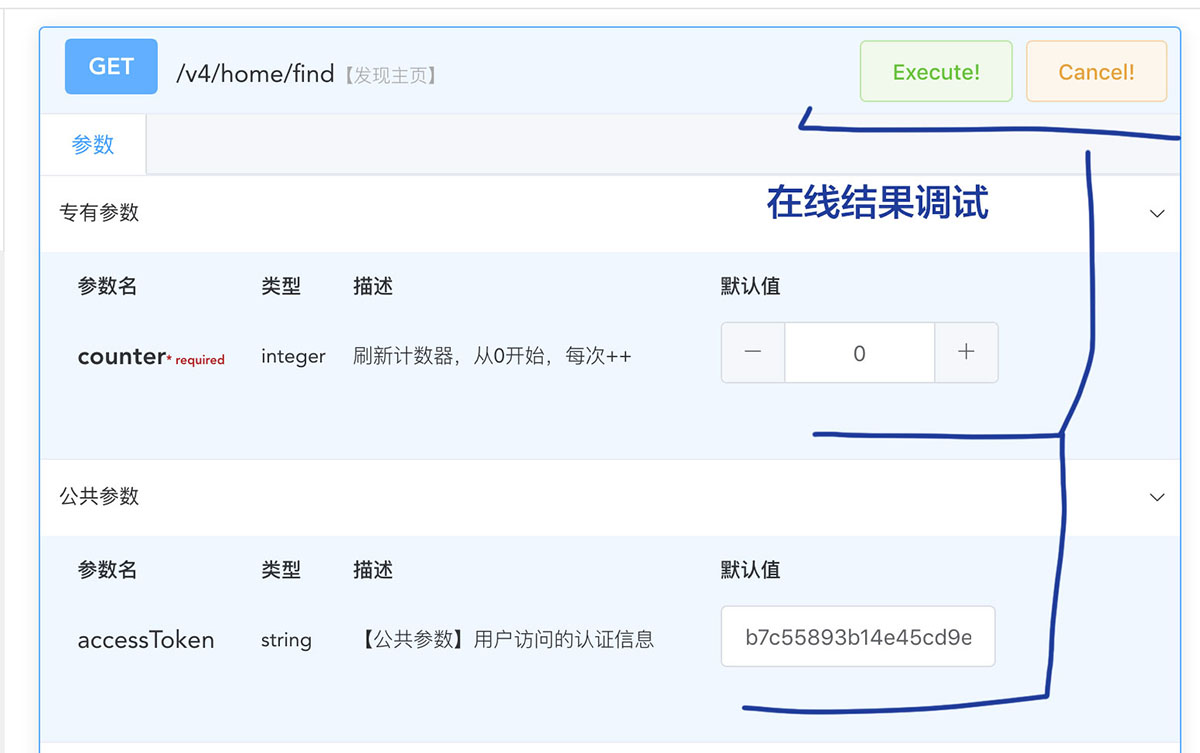 GET /v4/home/find【发现主页】 Execute! Cancel!
参数
在线结果调试
专有参数
参数名 类型 描述 默认值
counter* required integer 刷新计数器，从0开始，每次++ — 0 +
公共参数
参数名 类型 描述 默认值
accessToken string 【公共参数】用户访问的认证信息 b7c55893b14e45cd9e